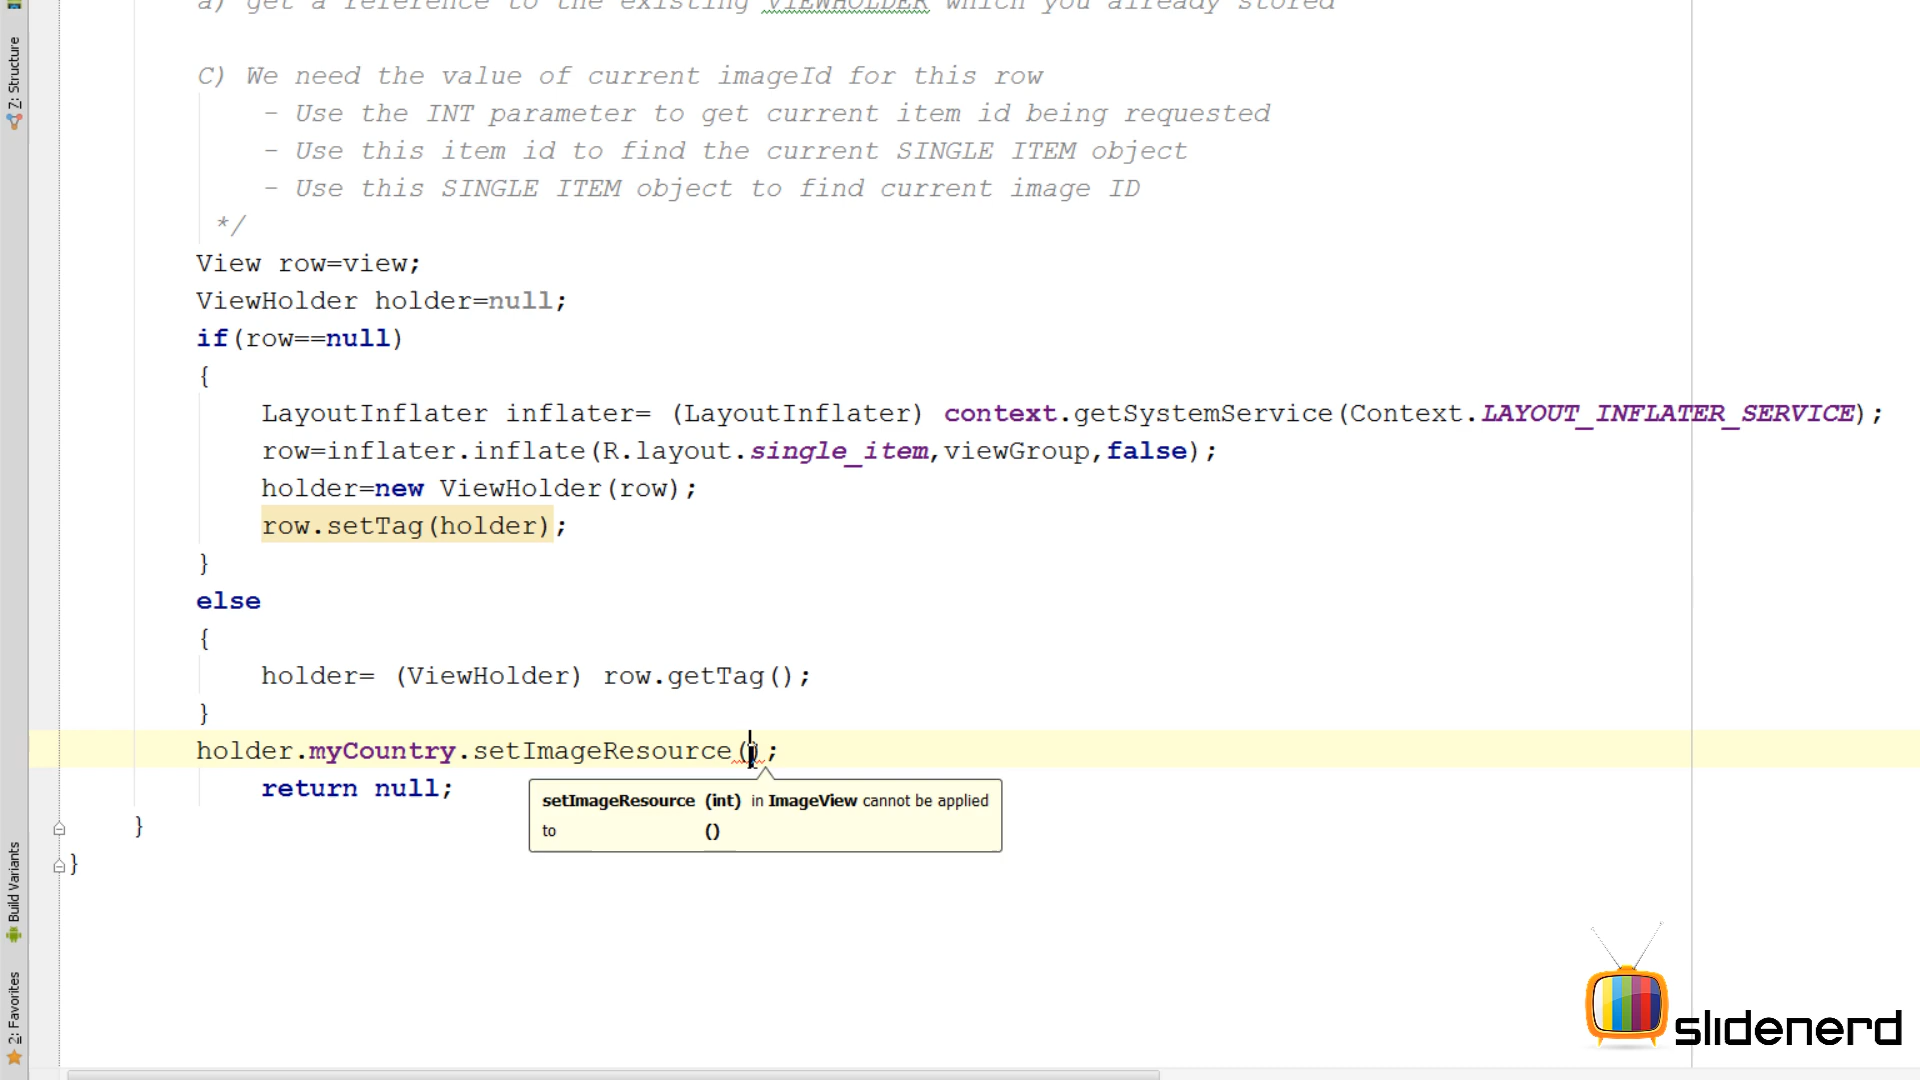 a) get a reference to the existing VIEWHOLDER which you already stored
C) We need the value of current imageId for this row
- Use the INT parameter to get current item id being requested
- Use this item id to find the current SINGLE ITEM object
- Use this SINGLE ITEM object to find current image ID
*/
View row=view;
ViewHolder holder=null;
if(row==null)
{
LayoutInflater inflater= (LayoutInflater) context.getSystemService(Context.LAYOUT_INFLATER_SERVICE);
row=inflater.inflate(R.layout.single_item,viewGroup,false);
holder=new ViewHolder(row);
row.setTag(holder);
}
else
{
holder= (ViewHolder) row.getTag();
}
holder.myCountry.setImageResource();
return null;
}
}
setImageResource (int) in ImageView cannot be applied
to ()
Z: Structure
Build Variants
2: Favorites
slidenerd